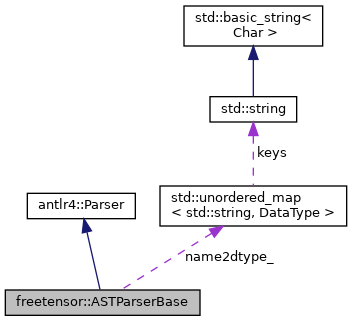 std::basic_string<
Char >
std::string
keys
antlr4::Parser
std::unordered_map
< std::string, DataType >
name2dtype_
freetensor::ASTParserBase